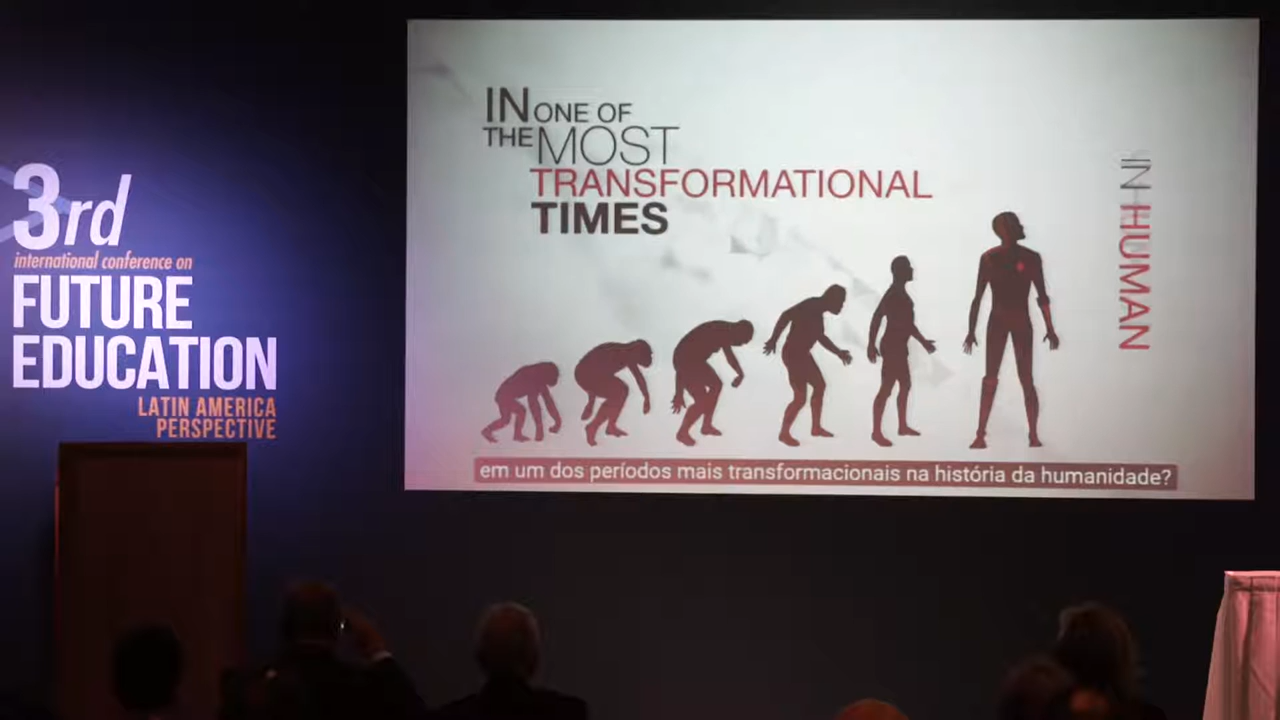 3rd
international conference on
FUTURE
EDUCATION
LATIN AMERICA
PERSPECTIVE
IN ONE OF
THE MOST
TRANSFORMATIONAL
TIMES
IN HUMAN
em um dos períodos mais transformacionais na história da humanidade?